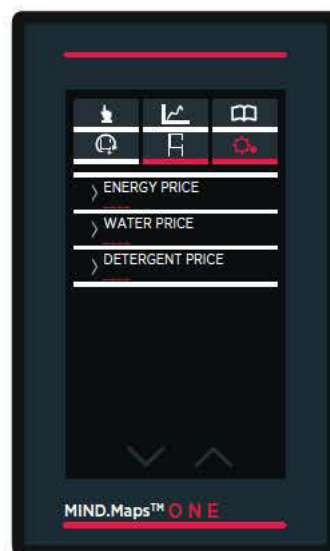 ENERGY PRICE
WATER PRICE
DETERGENT PRICE
MIND.Maps™ ONE